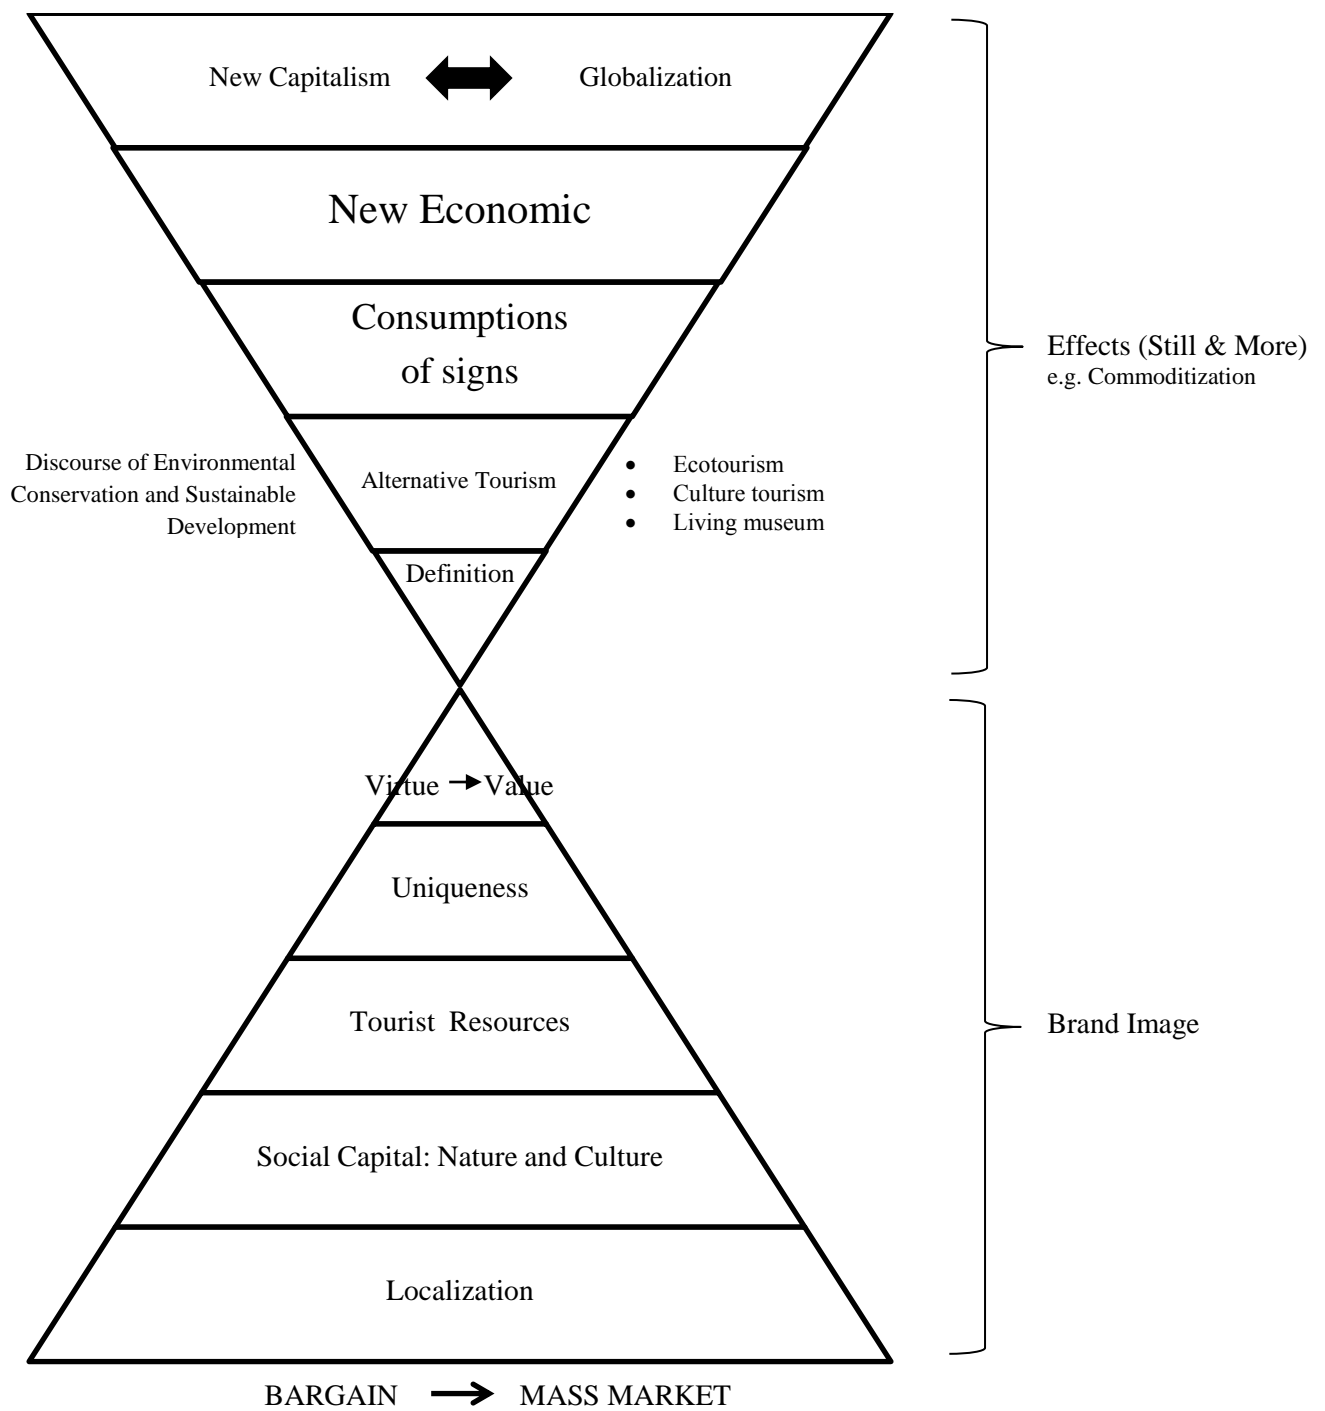 New Capitalism Globalization
New Economic
Consumptions
of signs
Effects (Still & More)
e.g. Commoditization
Discourse of Environmental
Conservation and Sustainable
Development
Alternative Tourism
• Ecotourism
• Culture tourism
• Living museum
Definition
Virtue Value
Uniqueness
Tourist Resources
Brand Image
Social Capital: Nature and Culture
Localization
BARGAIN MASS MARKET